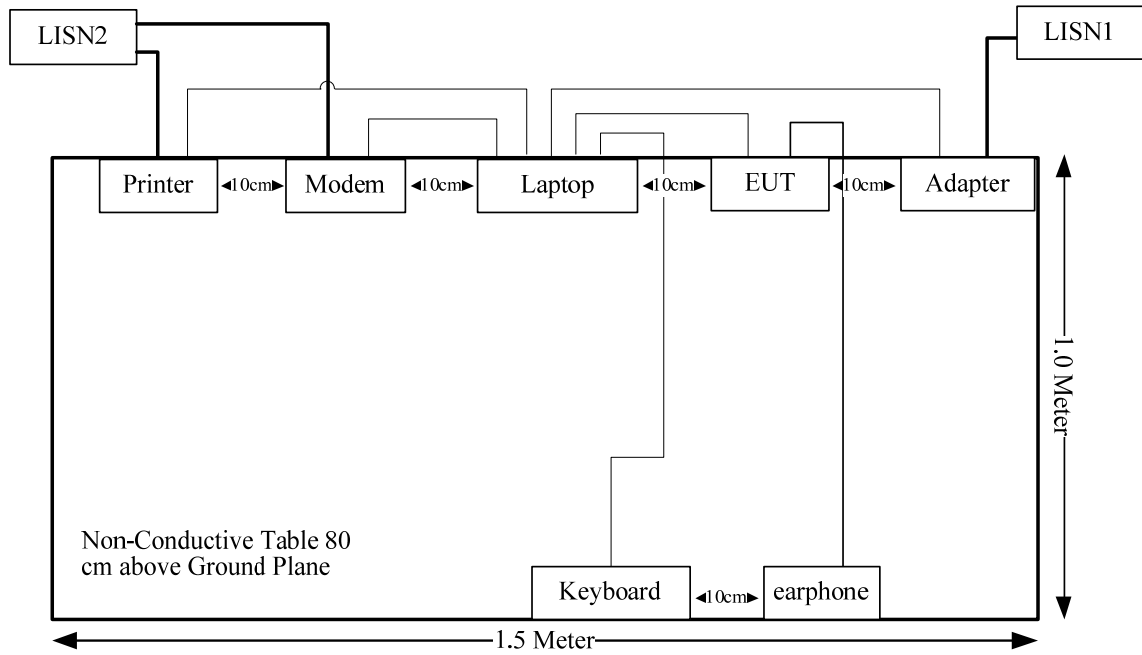 LISN2
LISN1
Printer
10cm
Modem
10cm
Laptop
10cm
EUT
10cm
Adapter
1.0 Meter
Non-Conductive Table 80
cm above Ground Plane
Keyboard
10cm
earphone
1.5 Meter